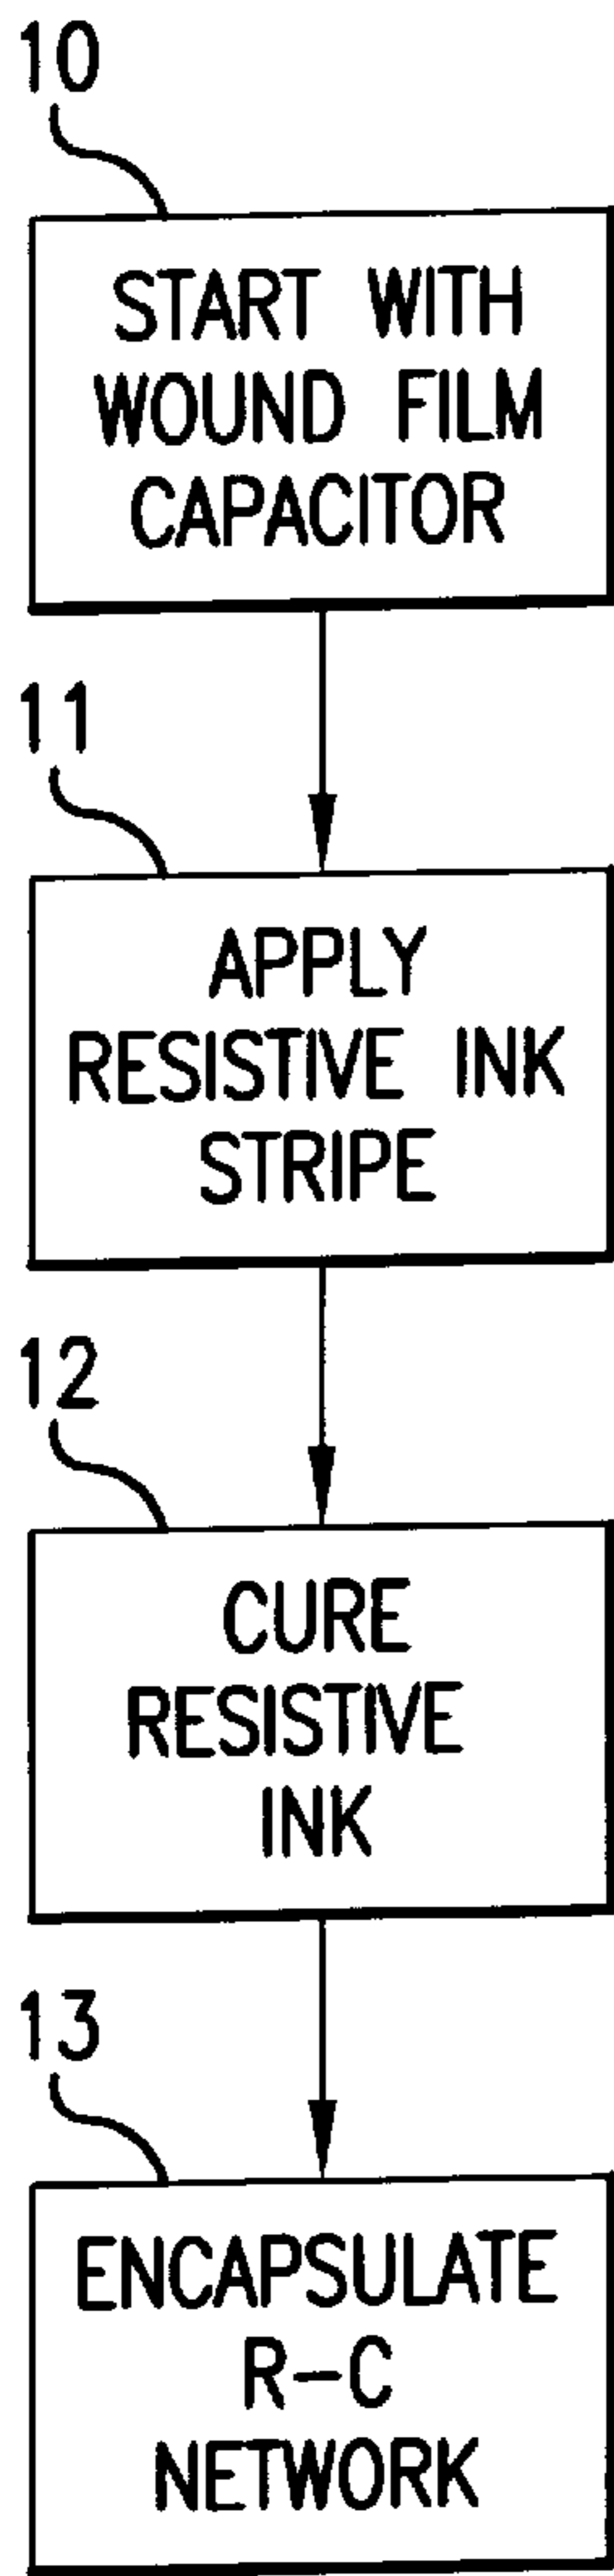 10
START WITH
WOUND FILM
CAPACITOR
11
APPLY
RESISTIVE INK
STRIPE
12
CURE
RESISTIVE
INK
13
ENCAPSULATE
R-C
NETWORK